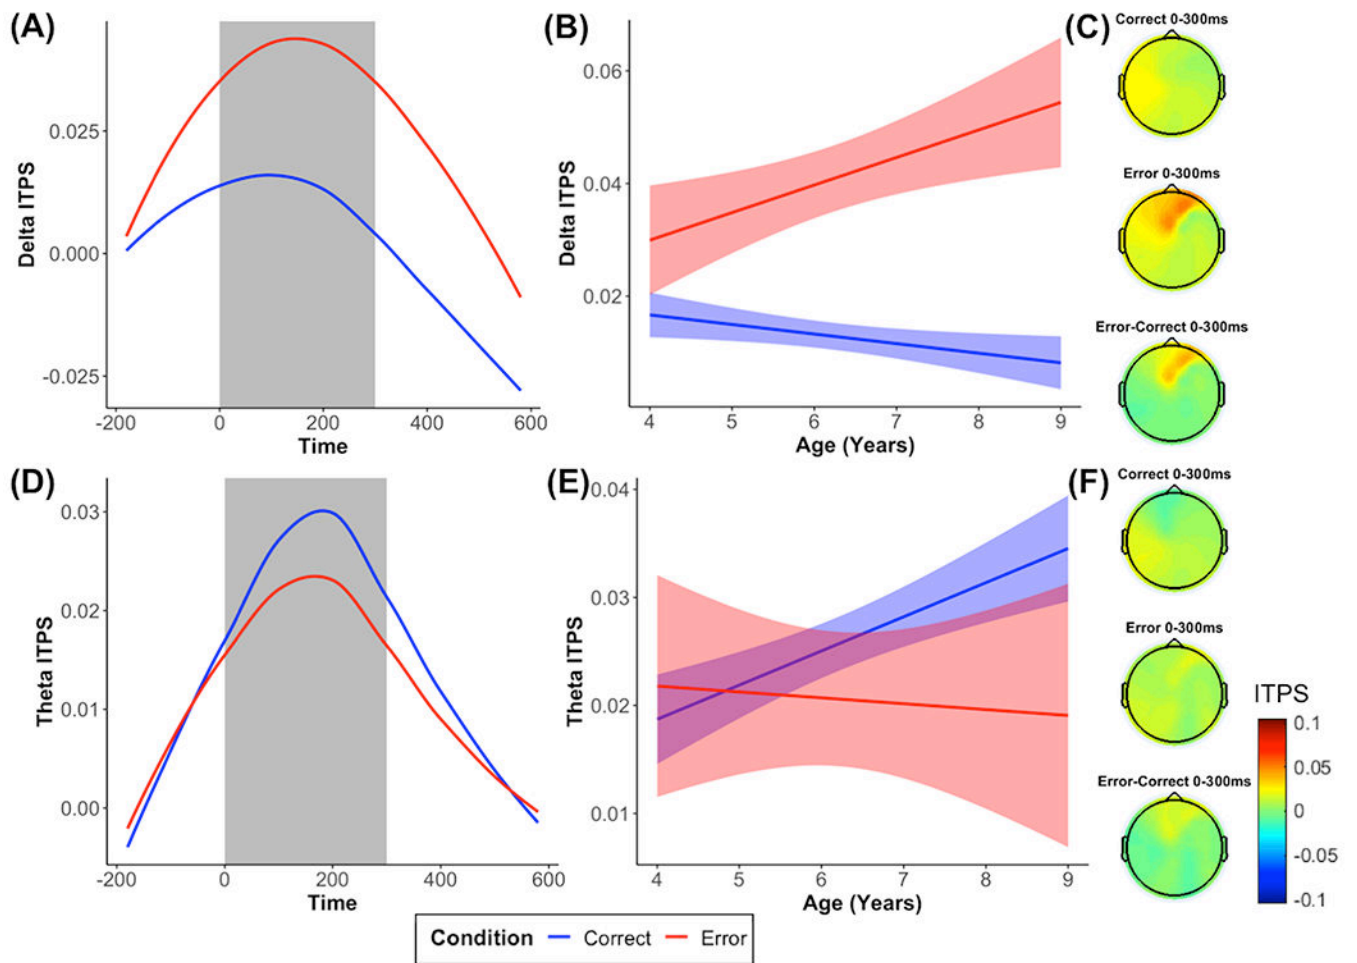 (A)
0.025
0.000
-0.025
Delta ITPS
-200 0 200 400 600
Time
(B)
0.06
0.04
0.02
Delta ITPS
4 5 6 7 8 9
Age (Years)
(C)
Correct 0-300ms
Error 0-300ms
Error-Correct 0-300ms
(D)
0.03
0.02
0.01
0.00
Theta ITPS
-200 0 200 400 600
Time
(E)
0.04
0.03
0.02
0.01
Theta ITPS
4 5 6 7 8 9
Age (Years)
(F)
Correct 0-300ms
Error 0-300ms
Error-Correct 0-300ms
ITPS
0.1
0.05
0
-0.05
-0.1
Condition Correct Error